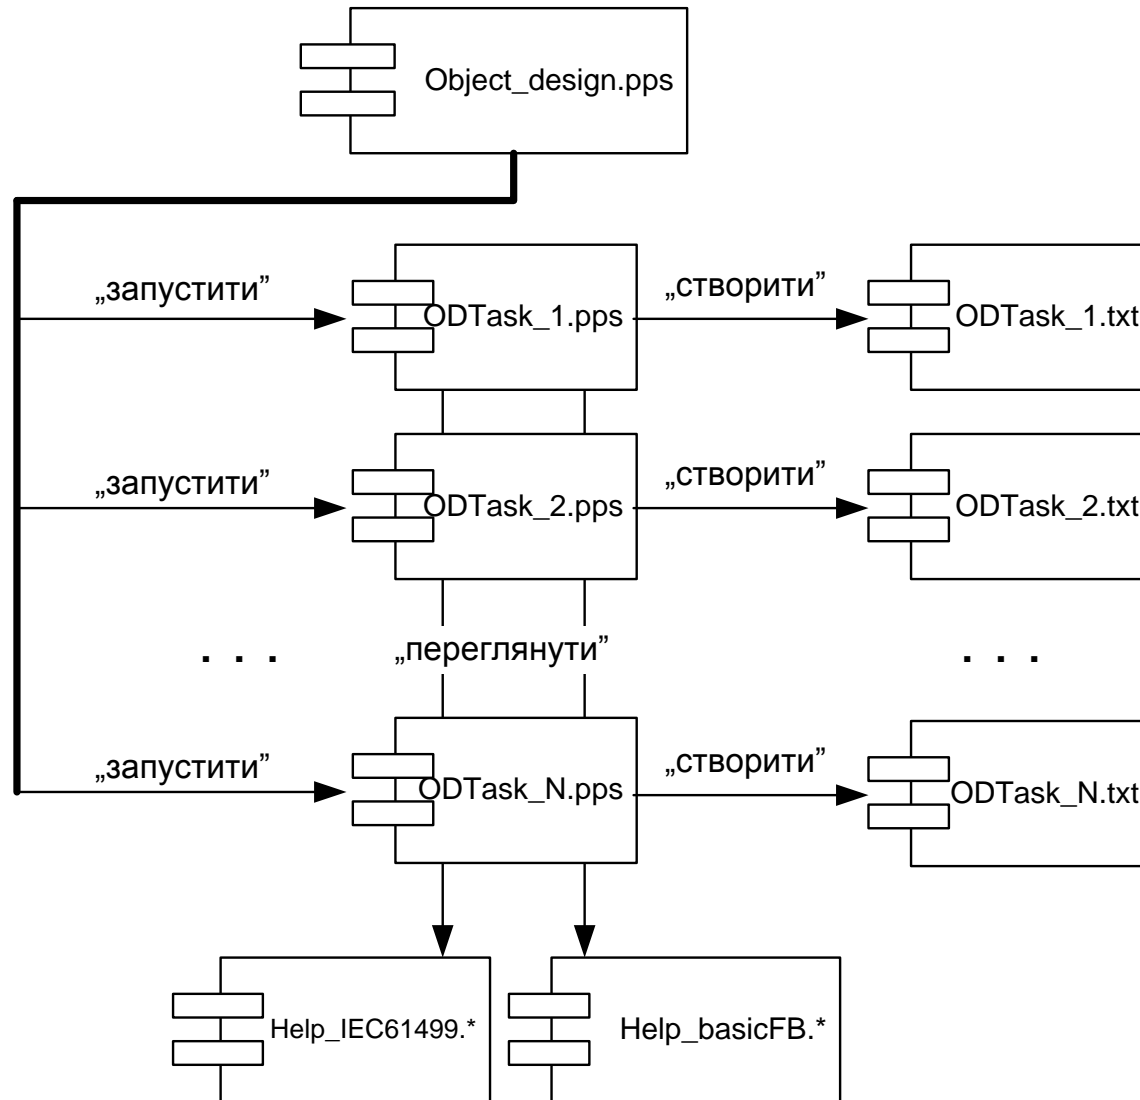 Object_design.pps
„запустити”
ODTask_1.pps
„створити”
ODTask_1.txt
„запустити”
ODTask_2.pps
„створити”
ODTask_2.txt
. . .
„переглянути”
. . .
„запустити”
ODTask_N.pps
„створити”
ODTask_N.txt
Help_IEC61499.*
Help_basicFB.*